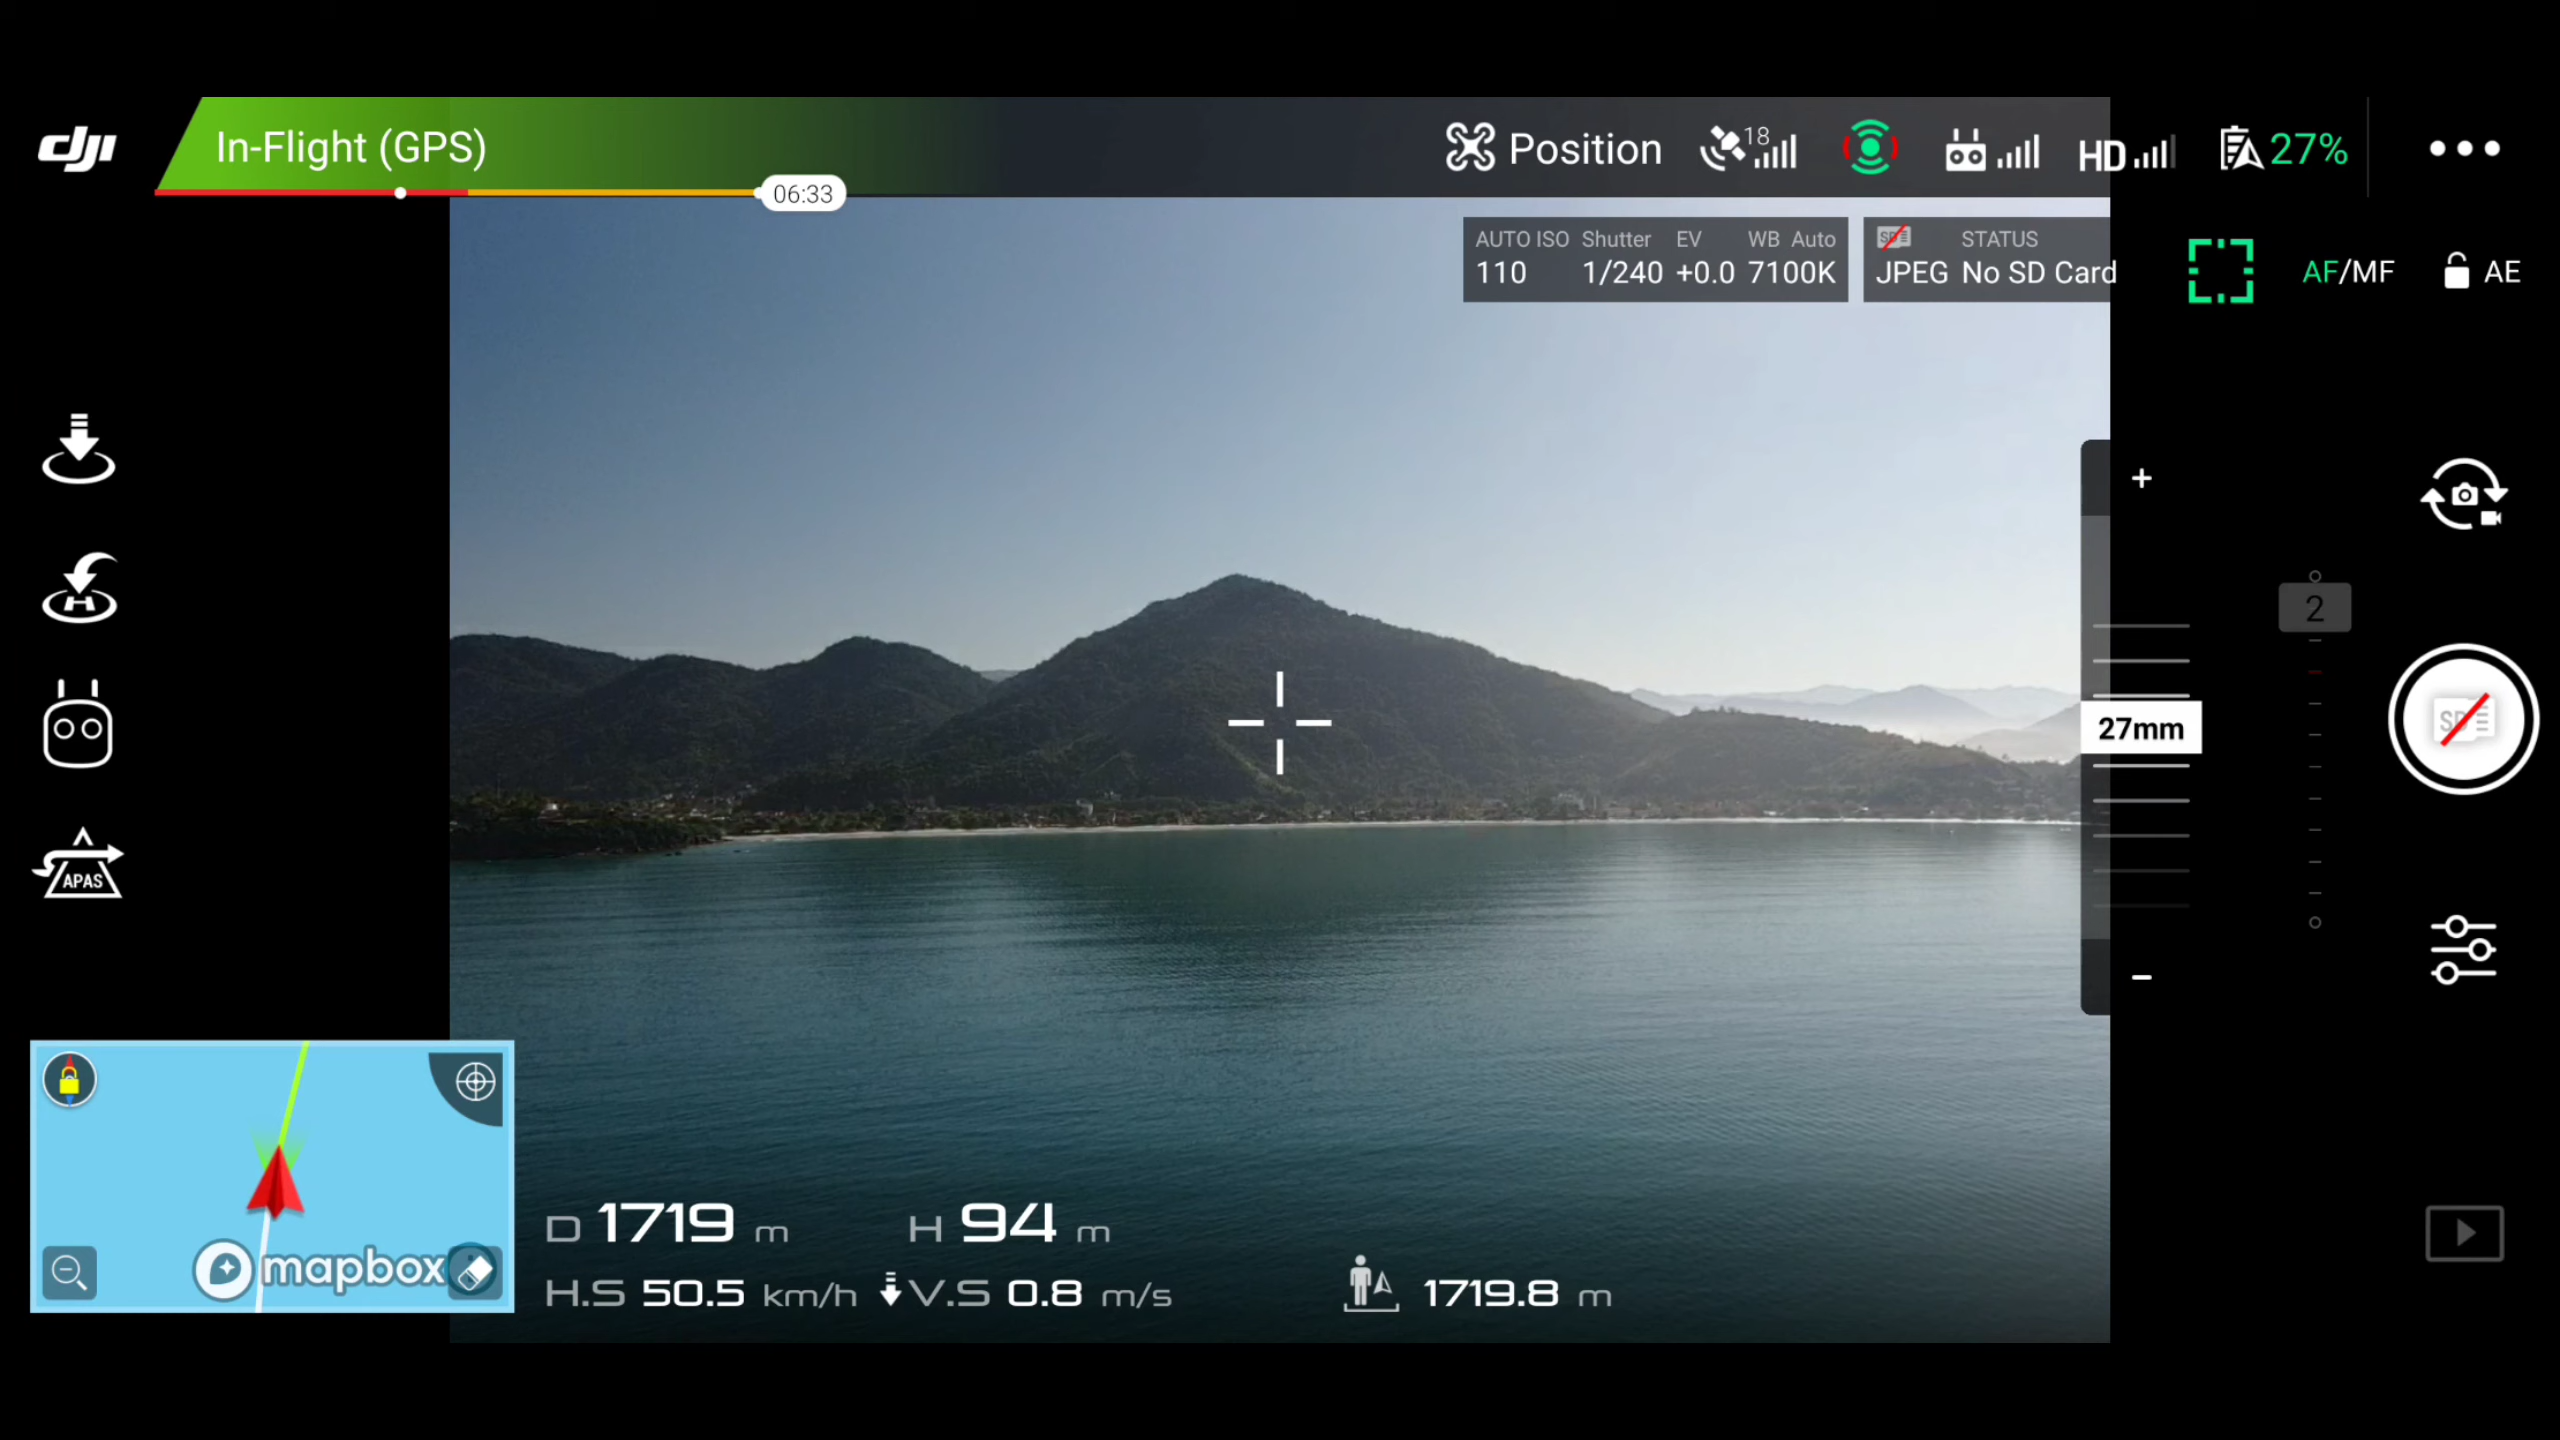 dji In-Flight (GPS) Position 18 HD 27%
06:33
AUTO ISO Shutter EV WB Auto STATUS
110 1/240 +0.0 7100K JPEG No SD Card AF/MF AE
+
2
SD
27mm
APAS
−
D 1719 m H 94 m
mapbox
H.S 50.5 km/h V.S 0.8 m/s 1719.8 m